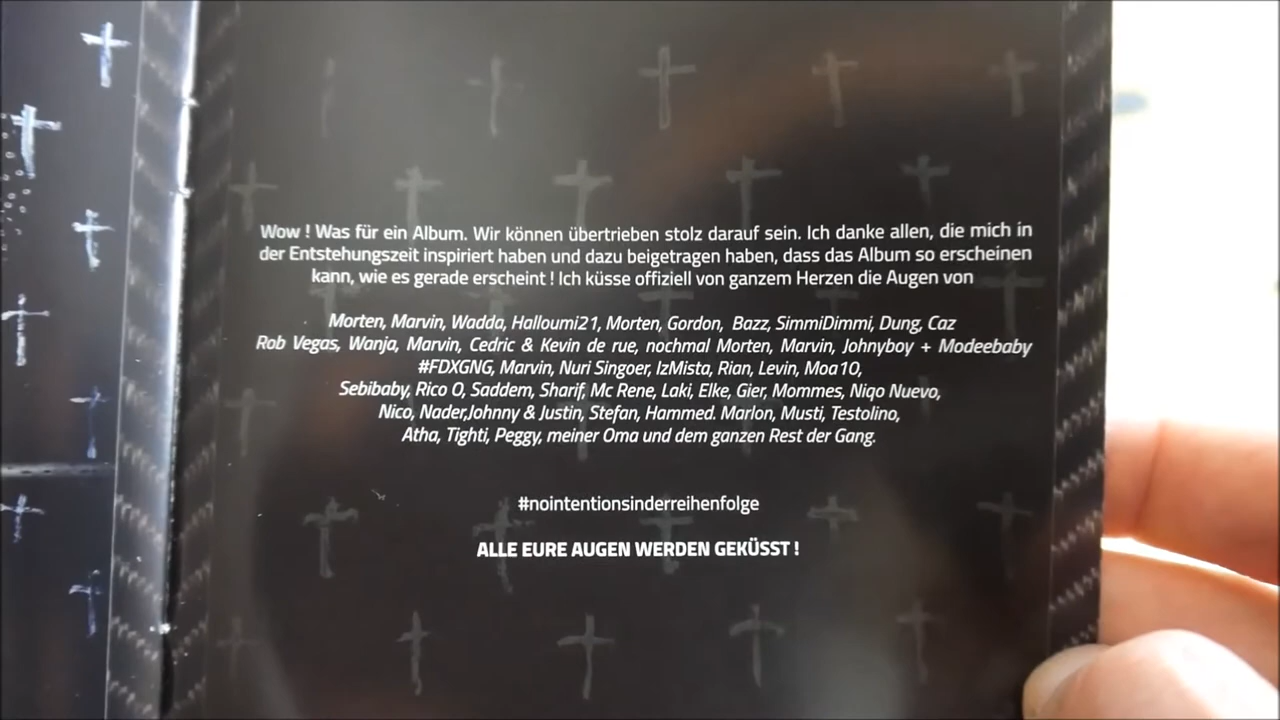 Wow ! Was für ein Album. Wir können übertrieben stolz darauf sein. Ich danke allen, die mich in
der Entstehungszeit inspiriert haben und dazu beigetragen haben, dass das Album so erscheinen
kann, wie es gerade erscheint ! Ich küsse offiziell von ganzem Herzen die Augen von
Morten, Marvin, Wadda, Halloumi21, Morten, Gordon, Bazz, SimmiDimmi, Dung, Caz
Rob Vegas, Wanja, Marvin, Cedric & Kevin de rue, nochmal Morten, Marvin, Johnyboy + Modeebaby
#FDXGNG, Marvin, Nuri Singoer, IzMista, Rian, Levin, Moa10,
Sebibaby, Rico O, Saddem, Sharif, Mc Rene, Laki, Elke, Gier, Mommes, Niqo Nuevo,
Nico, Nader,Johnny & Justin, Stefan, Hammed. Marlon, Musti, Testolino,
Atha, Tighti, Peggy, meiner Oma und dem ganzen Rest der Gang.
#nointentionsinderreihenfolge
ALLE EURE AUGEN WERDEN GEKÜSST !